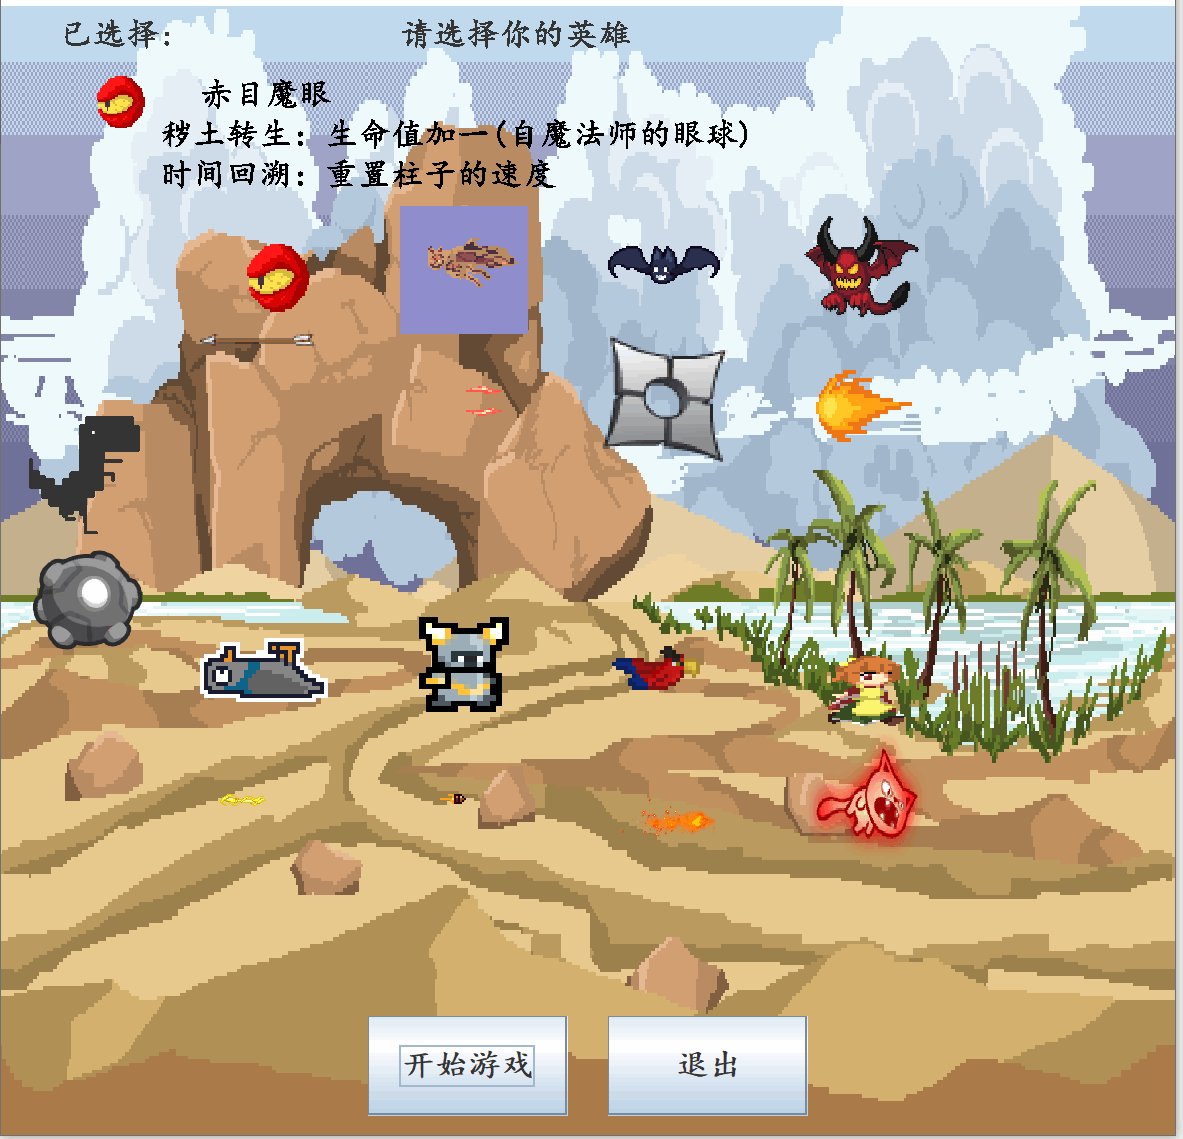 已选择: 请选择你的英雄
赤目魔眼
秽土转生：生命值加一(自魔法师的眼球)
时间回溯：重置柱子的速度
开始游戏 退出